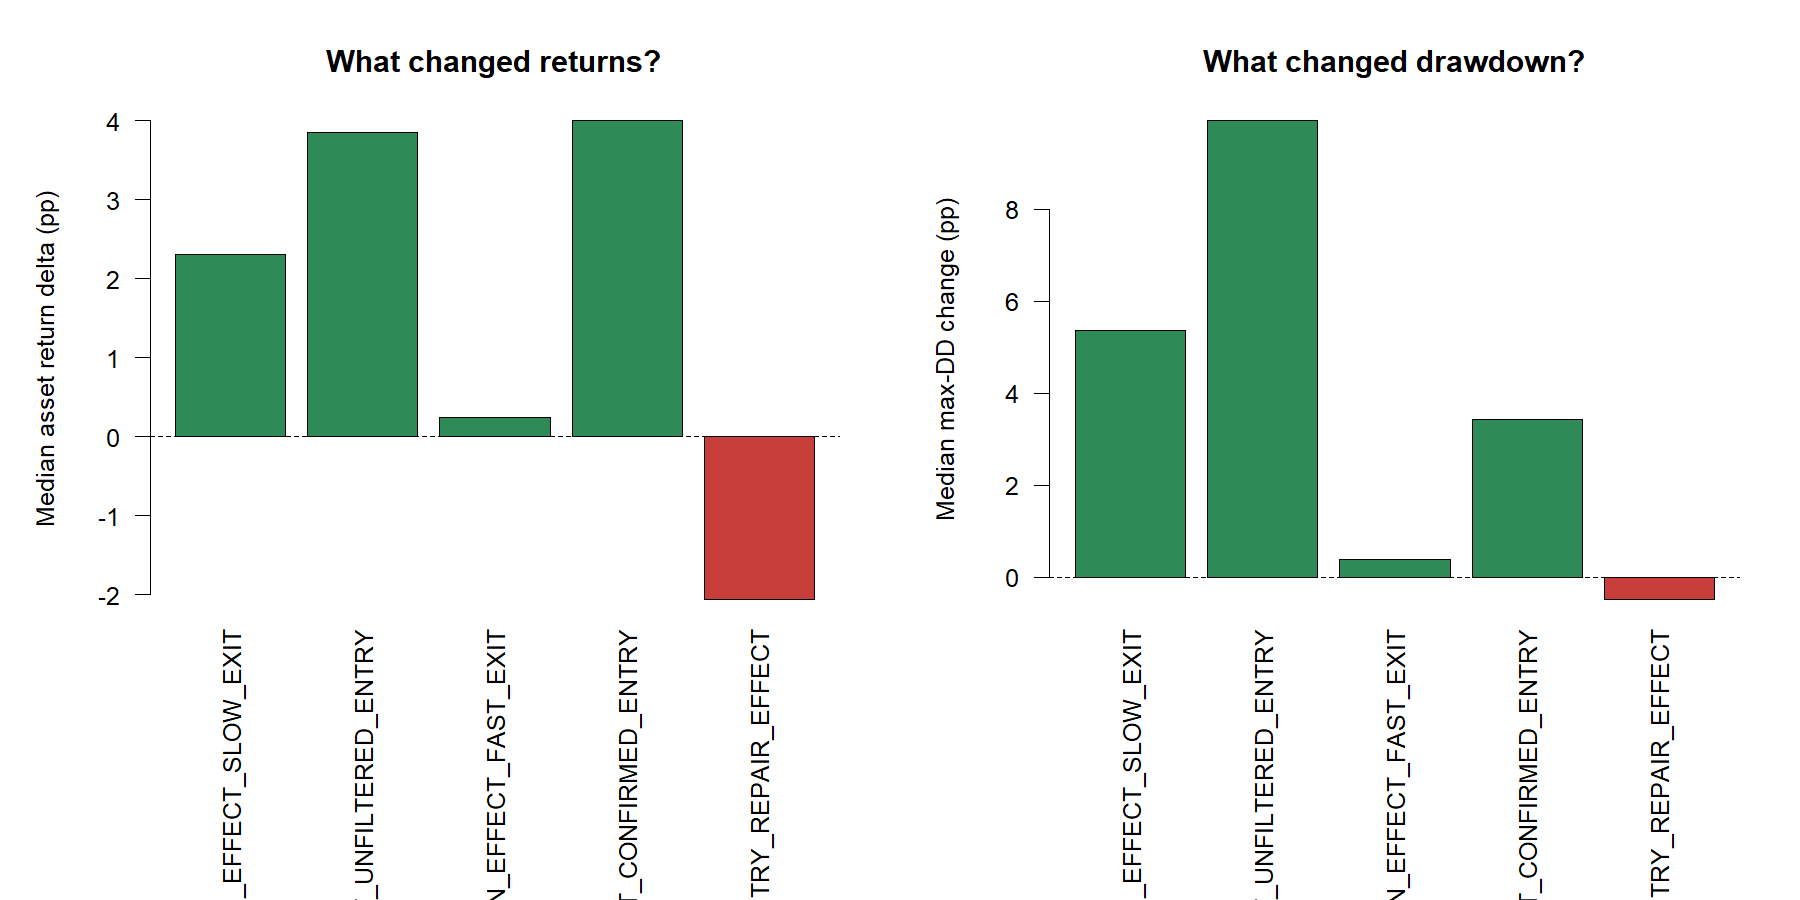 What changed returns?
Median asset return delta (pp)
4
3
2
1
0
-1
-2
_EFFECT_SLOW_EXIT
_UNFILTERED_ENTRY
N_EFFECT_FAST_EXIT
T_CONFIRMED_ENTRY
TRY_REPAIR_EFFECT
What changed drawdown?
Median max-DD change (pp)
8
6
4
2
0
_EFFECT_SLOW_EXIT
_UNFILTERED_ENTRY
N_EFFECT_FAST_EXIT
T_CONFIRMED_ENTRY
TRY_REPAIR_EFFECT